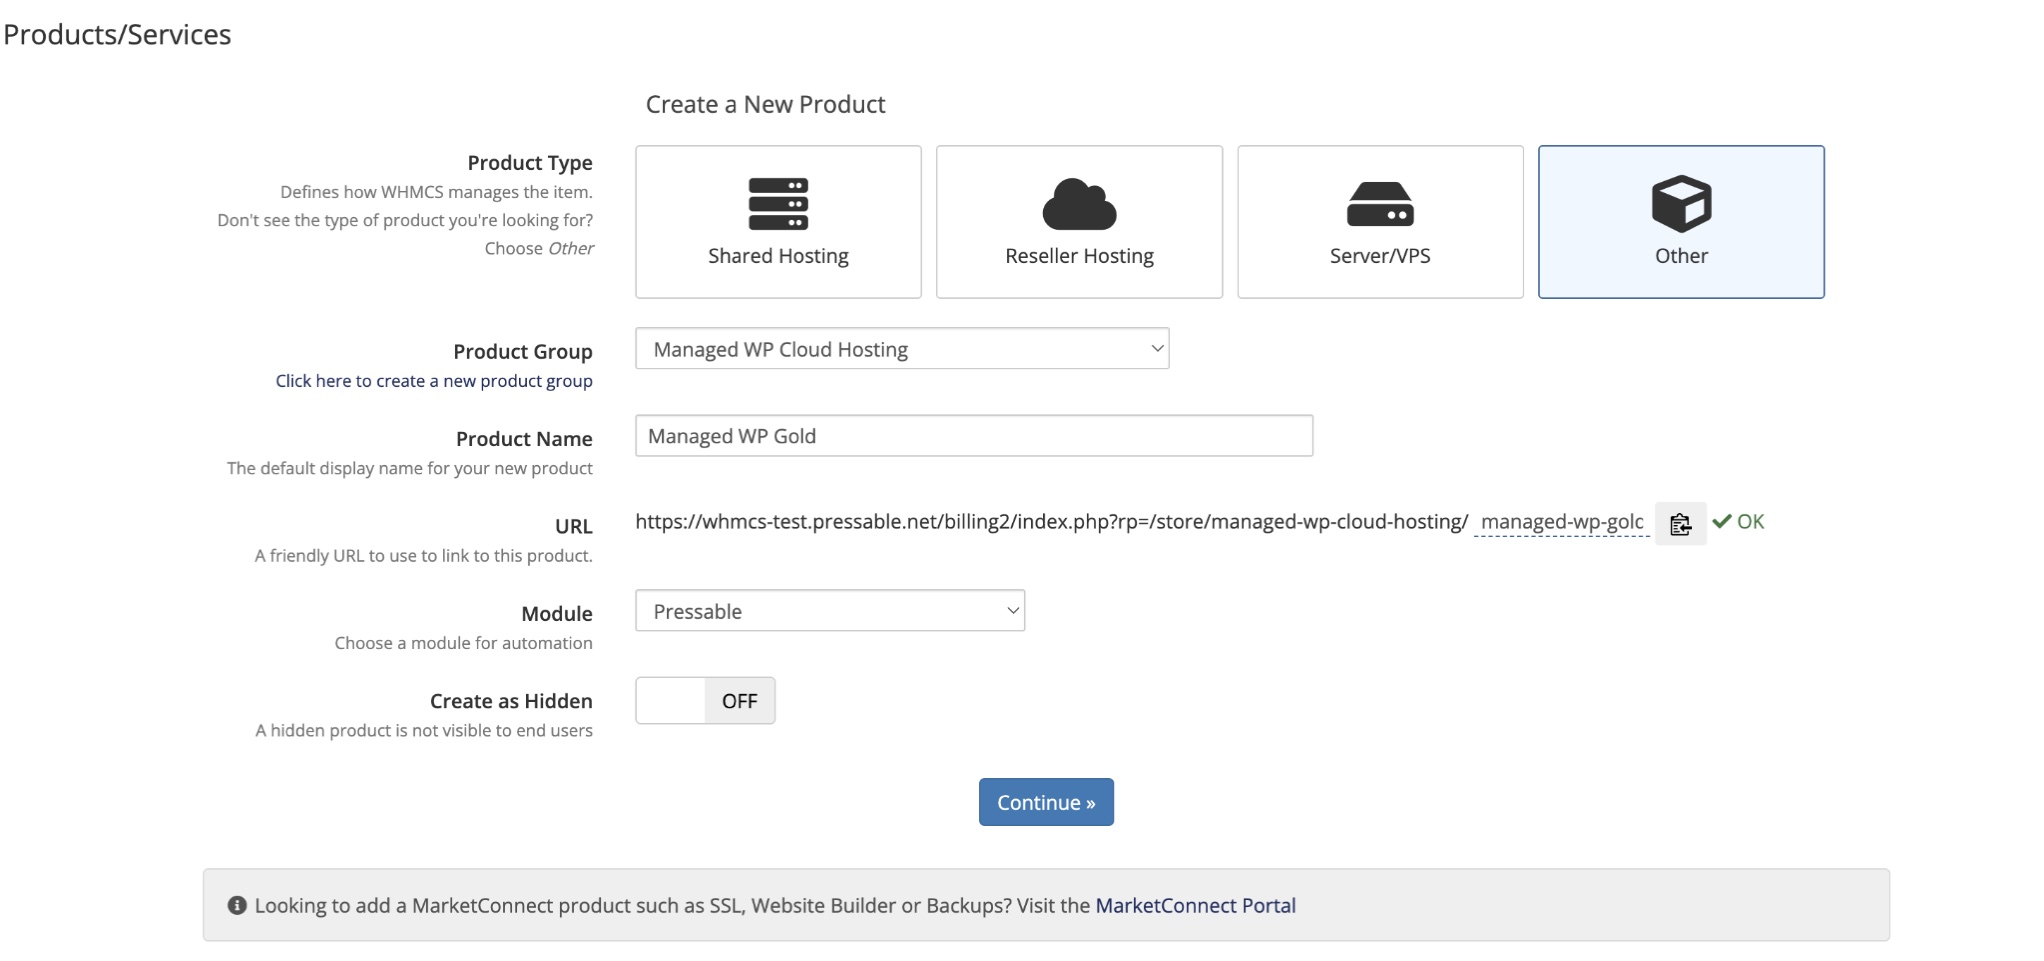 Products/Services
Create a New Product
Product Type
Defines how WHMCS manages the item.
Don't see the type of product you're looking for?
Choose Other
Shared Hosting
Reseller Hosting
Server/VPS
Other
Product Group
Click here to create a new product group
Managed WP Cloud Hosting
Product Name
The default display name for your new product
Managed WP Gold
URL
A friendly URL to use to link to this product.
https://whmcs-test.pressable.net/billing2/index.php?rp=/store/managed-wp-cloud-hosting/ managed-wp-gol OK
Module
Choose a module for automation
Pressable
Create as Hidden
A hidden product is not visible to end users
OFF
Continue »
Looking to add a MarketConnect product such as SSL, Website Builder or Backups? Visit the MarketConnect Portal